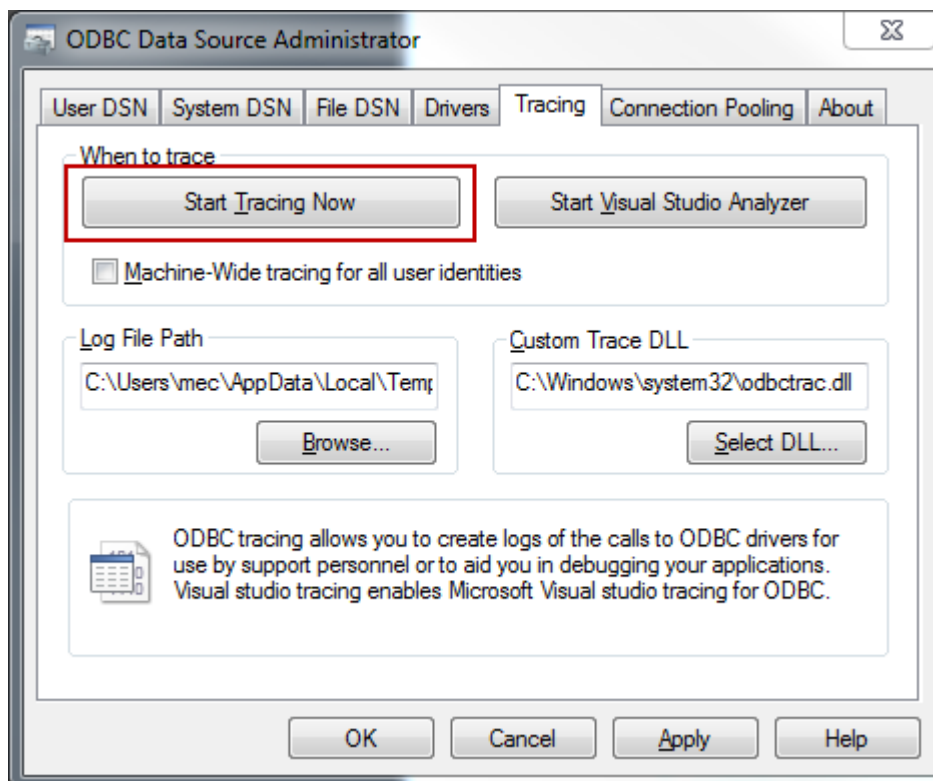 ODBC Data Source Administrator
User DSN System DSN File DSN Drivers Tracing Connection Pooling About
When to trace
Start Tracing Now Start Visual Studio Analyzer
Machine-Wide tracing for all user identities
Log File Path Custom Trace DLL
C:\Users\mec\AppData\Local\Temp C:\Windows\system32\odbctrac.dll
Browse... Select DLL...
ODBC tracing allows you to create logs of the calls to ODBC drivers for
use by support personnel or to aid you in debugging your applications.
Visual studio tracing enables Microsoft Visual studio tracing for ODBC.
OK Cancel Apply Help